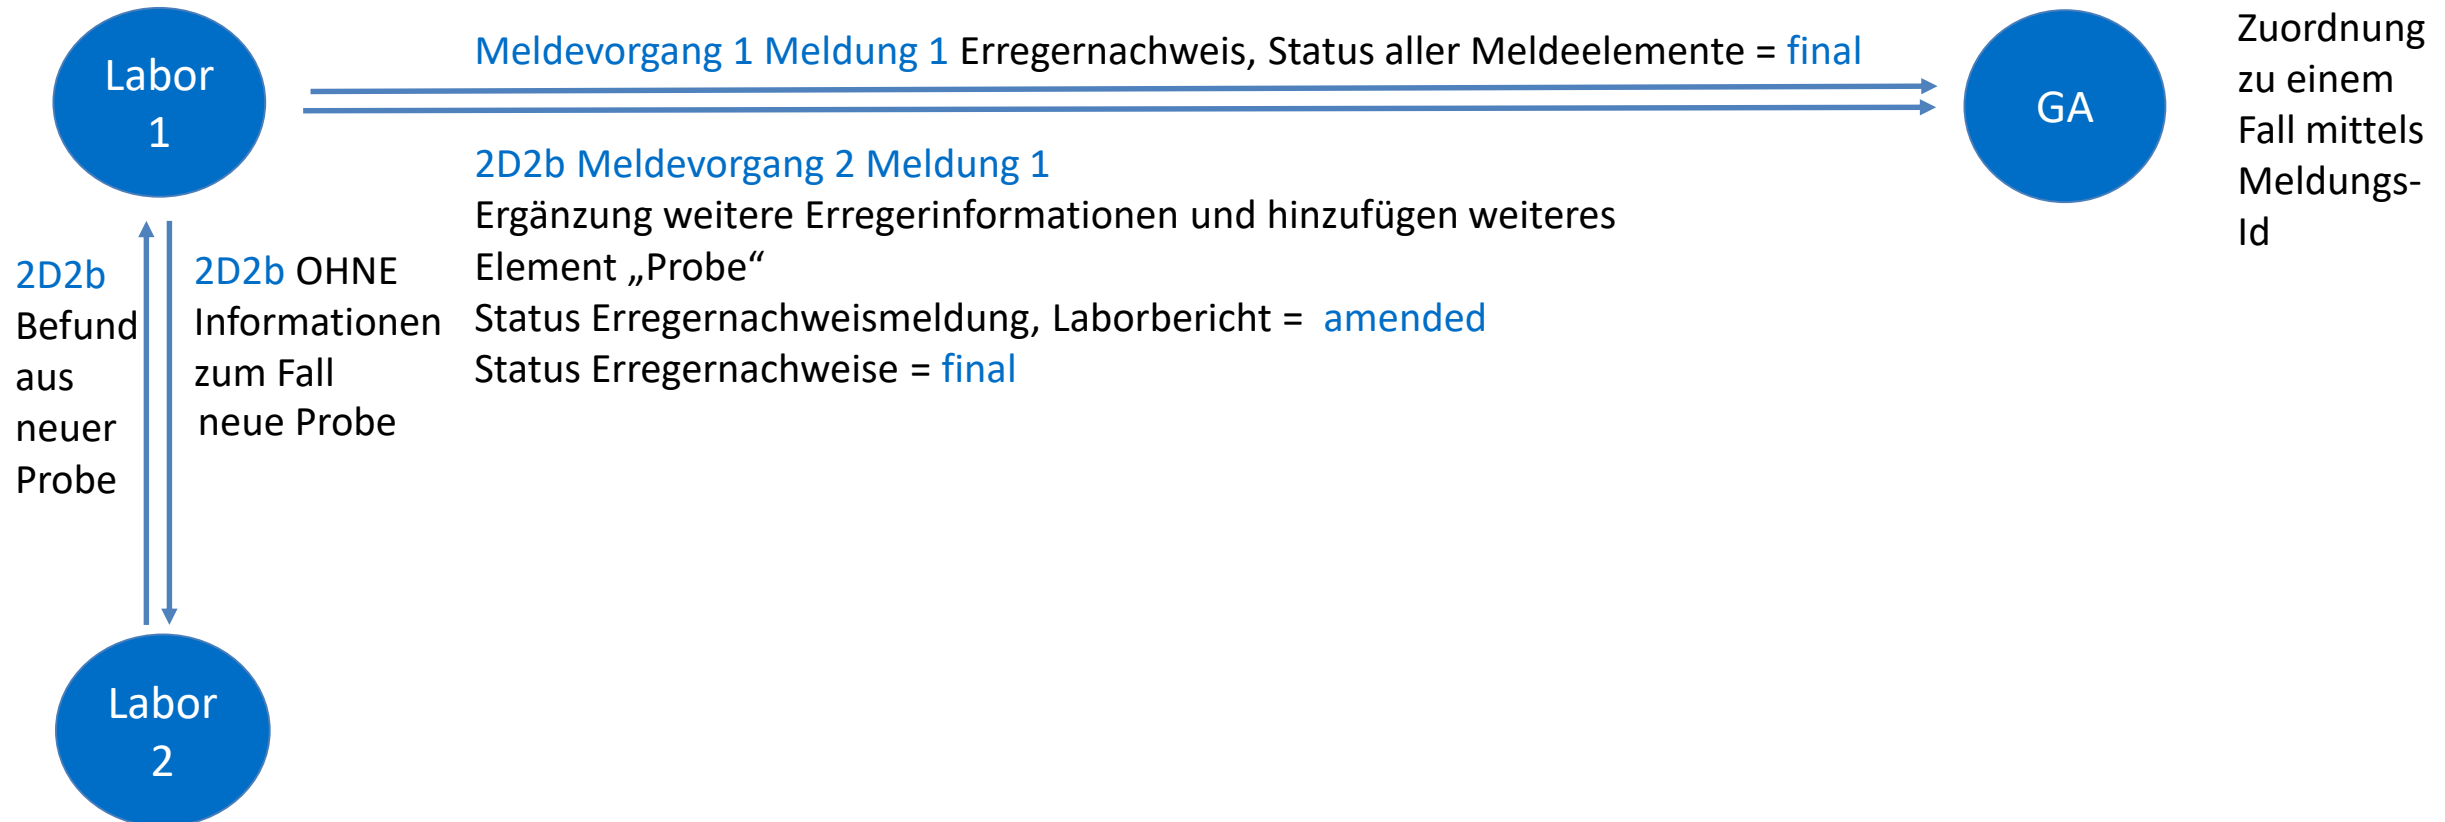 Labor
1
Meldevorgang 1 Meldung 1 Erregernachweis, Status aller Meldeelemente = final
GA
Zuordnung
zu einem
Fall mittels
Meldungs-
Id
2D2b Meldevorgang 2 Meldung 1
Ergänzung weitere Erregerinformationen und hinzufügen weiteres
Element „Probe“
Status Erregernachweismeldung, Laborbericht = amended
Status Erregernachweise = final
2D2b
Befund
aus
neuer
Probe
2D2b OHNE
Informationen
zum Fall
neue Probe
Labor
2